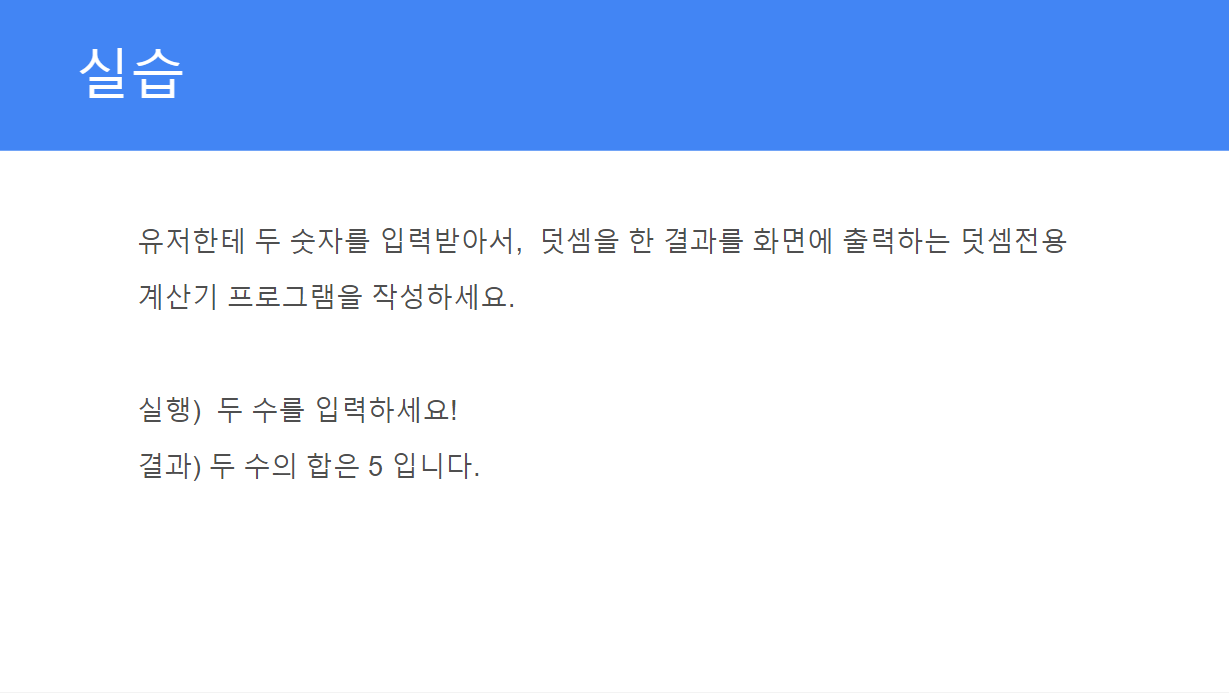 실습
유저한테 두 숫자를 입력받아서,  덧셈을 한 결과를 화면에 출력하는 덧셈전용
계산기 프로그램을 작성하세요.
실행)  두 수를 입력하세요!
결과) 두 수의 합은 5 입니다.